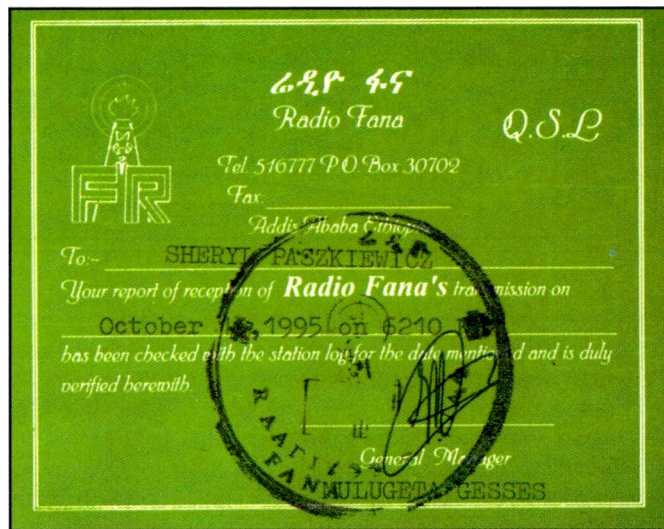 ሬዲዮ ፋና
Radio Fana
Q.S.L
FR
Tel. 516777 P.O. Box 30702
Fax:
Addis Ababa Ethiopia
To:- SHERYL PASZKIEWICZ
Your report of reception of Radio Fana's transmission on
October 1995 on 6210
has been checked with the station log for the date mentioned and is duly
verified herewith.
General Manager
MULUGETA GESSES
FANA